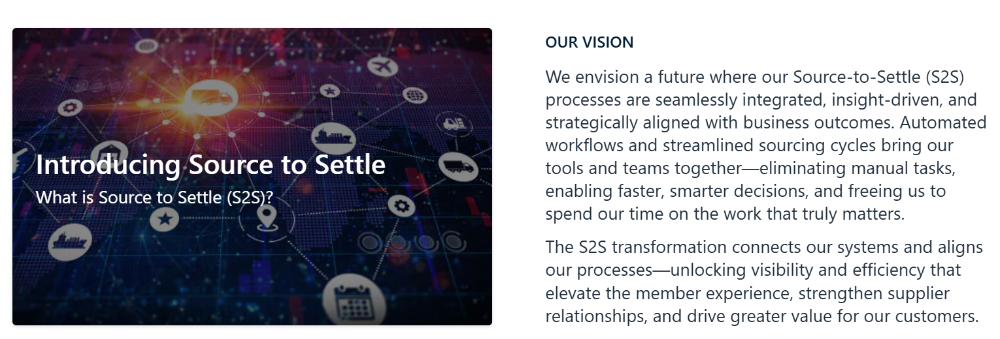 Introducing Source to Settle
What is Source to Settle (S2S)?
OUR VISION
We envision a future where our Source-to-Settle (S2S)
processes are seamlessly integrated, insight-driven, and
strategically aligned with business outcomes. Automated
workflows and streamlined sourcing cycles bring our
tools and teams together—eliminating manual tasks,
enabling faster, smarter decisions, and freeing us to
spend our time on the work that truly matters.
The S2S transformation connects our systems and aligns
our processes—unlocking visibility and efficiency that
elevate the member experience, strengthen supplier
relationships, and drive greater value for our customers.